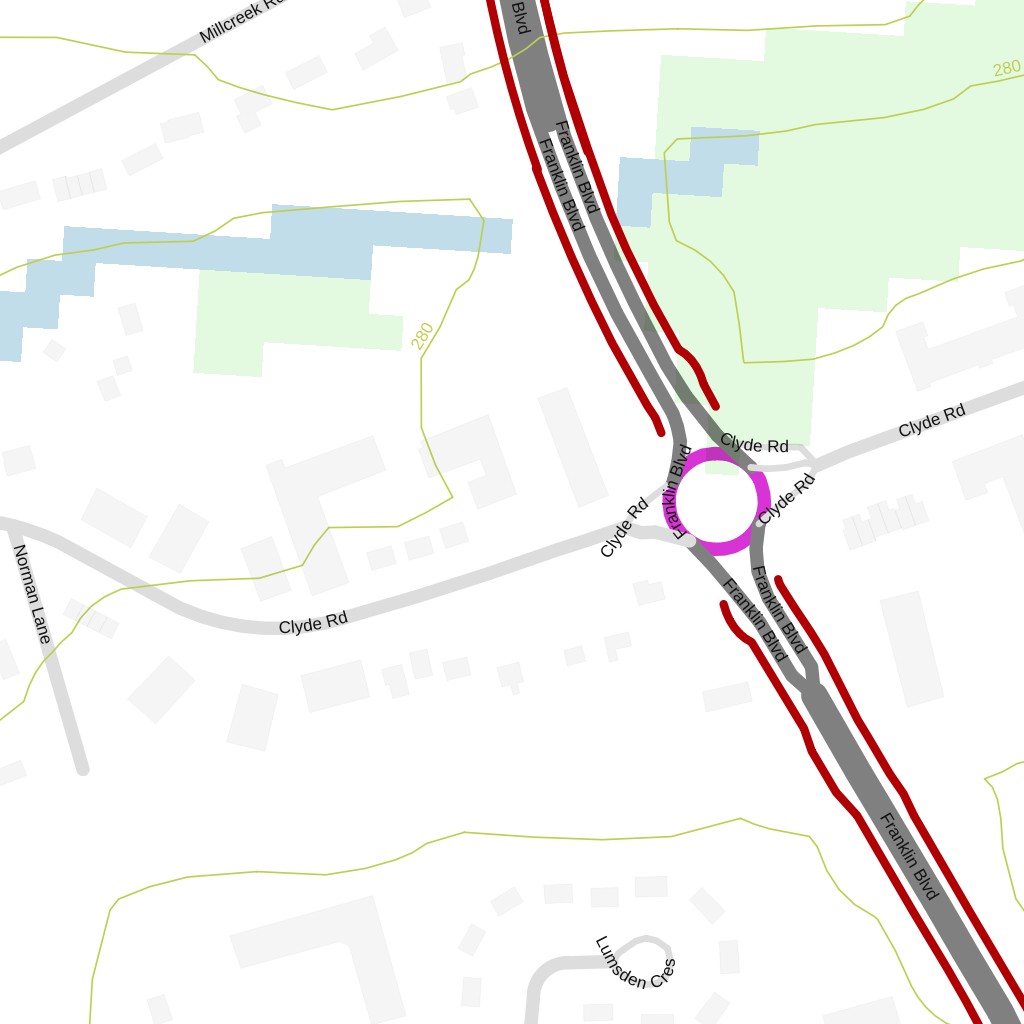 Millcreek Rd
Blvd
280
Franklin Blvd
Franklin Blvd
280
Clyde Rd
Clyde Rd
Franklin Blvd
Clyde Rd
Clyde Rd
Norman Lane
Franklin Blvd
Franklin Blvd
Clyde Rd
Franklin Blvd
Lumsden Cres